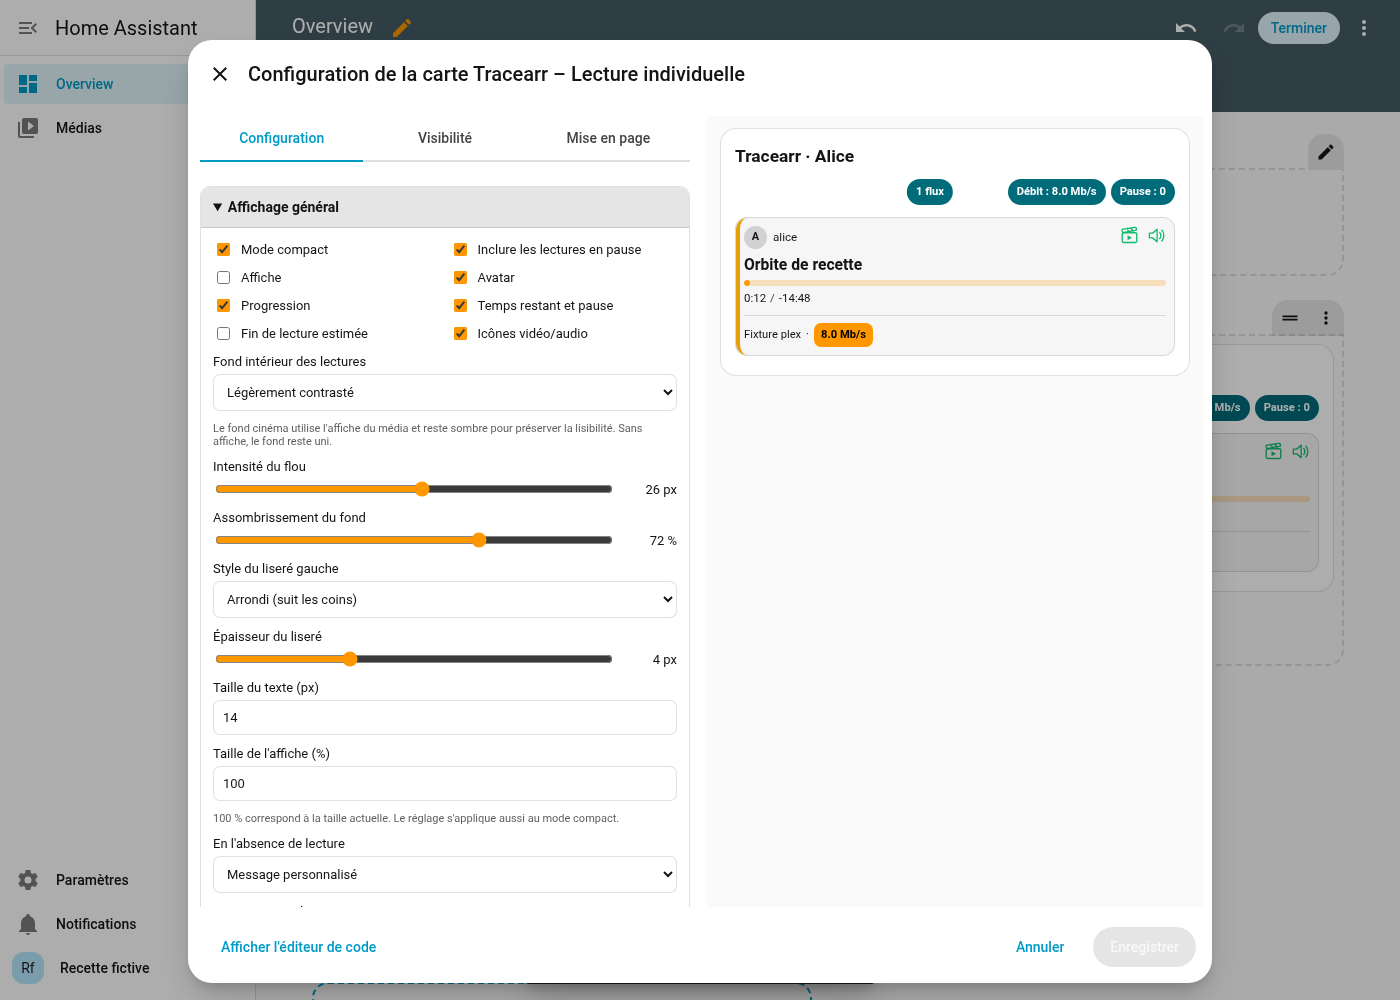 Home Assistant
Overview
Terminer
Overview
Médias
Paramètres
Notifications
Rf
Recette fictive
Configuration de la carte Tracearr – Lecture individuelle
Configuration
Visibilité
Mise en page
Affichage général
Mode compact
Inclure les lectures en pause
Affiche
Avatar
Progression
Temps restant et pause
Fin de lecture estimée
Icônes vidéo/audio
Fond intérieur des lectures
Légèrement contrasté
Le fond cinéma utilise l'affiche du média et reste sombre pour préserver la lisibilité. Sans
affiche, le fond reste uni.
Intensité du flou
26 px
Assombrissement du fond
72 %
Style du liseré gauche
Arrondi (suit les coins)
Épaisseur du liseré
4 px
Taille du texte (px)
14
Taille de l'affiche (%)
100
100 % correspond à la taille actuelle. Le réglage s'applique aussi au mode compact.
En l'absence de lecture
Message personnalisé
Tracearr · Alice
1 flux
Débit : 8.0 Mb/s
Pause : 0
A
alice
Orbite de recette
0:12 / -14:48
Fixture plex ·
8.0 Mb/s
Mb/s
Pause : 0
Afficher l'éditeur de code
Annuler
Enregistrer